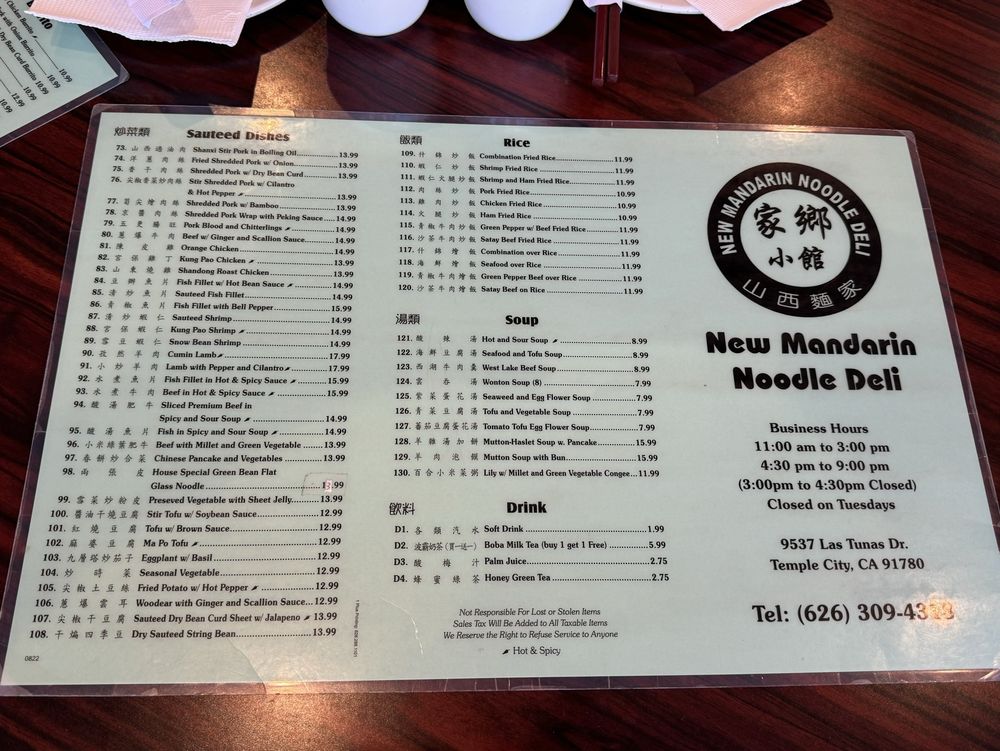 Chicken Burrito
10.99
with Onion Burrito
10.99
Dry Bean Curd Burrito 10.99
10.99
12.99
10.99
炒菜類 Sauteed Dishes
73. 山西過油肉 Shanxi Stir Pork in Boiling Oil 13.99
74. 洋蔥肉絲 Fried Shredded Pork w/ Onion 13.99
75. 香干肉絲 Shredded Pork w/ Dry Bean Curd 13.99
76. 尖椒香菜炒肉絲 Stir Shredded Pork w/ Cilantro
& Hot Pepper 13.99
77. 筍尖燴肉絲 Shredded Pork w/ Bamboo 13.99
78. 京醬肉絲 Shredded Pork Wrap with Peking Sauce 14.99
79. 五更腸旺 Pork Blood and Chitterlings 14.99
80. 蔥爆牛肉 Beef w/ Ginger and Scallion Sauce 14.99
81. 陳皮雞 Orange Chicken 14.99
82. 宮保雞丁 Kung Pao Chicken 13.99
83. 山東燒雞 Shandong Roast Chicken 13.99
84. 豆瓣魚片 Fish Fillet w/ Hot Bean Sauce 14.99
85. 清炒魚片 Sauteed Fish Fillet 14.99
86. 青椒魚片 Fish Fillet with Bell Pepper 15.99
87. 清炒蝦仁 Sauteed Shrimp 14.99
88. 宮保蝦仁 Kung Pao Shrimp 14.99
89. 雪豆蝦仁 Snow Bean Shrimp 14.99
90. 孜然羊肉 Cumin Lamb 17.99
91. 小炒羊肉 Lamb with Pepper and Cilantro 17.99
92. 水煮魚片 Fish Fillet in Hot & Spicy Sauce 15.99
93. 水煮牛肉 Beef in Hot & Spicy Sauce 15.99
94. 酸湯肥牛 Sliced Premium Beef in
Spicy and Sour Soup 14.99
95. 酸湯魚片 Fish in Spicy and Sour Soup 14.99
96. 小米綠葉肥牛 Beef with Millet and Green Vegetable 13.99
97. 春餅炒合菜 Chinese Pancake and Vegetables 13.99
98. 兩張皮 House Special Green Bean Flat
Glass Noodle .99
99. 雪菜炒粉皮 Preseved Vegetable with Sheet Jelly 13.99
100. 醬油干燒豆腐 Stir Tofu w/ Soybean Sauce 12.99
101. 紅燒豆腐 Tofu w/ Brown Sauce 12.99
102. 麻婆豆腐 Ma Po Tofu 12.99
103. 九層塔炒茄子 Eggplant w/ Basil 12.99
104. 炒時菜 Seasonal Vegetable 12.99
105. 尖椒土豆絲 Fried Potato w/ Hot Pepper 12.99
106. 蔥爆雲耳 Woodear with Ginger and Scallion Sauce 12.99
107. 尖椒干豆腐 Sauteed Dry Bean Curd Sheet w/ Jalapeno 13.99
108. 干煸四季豆 Dry Sauteed String Bean 13.99
0822
飯類 Rice
109. 什錦炒飯 Combination Fried Rice 11.99
110. 蝦仁炒飯 Shrimp Fried Rice 11.99
111. 蝦仁火腿炒飯 Shrimp and Ham Fried Rice 11.99
112. 肉絲炒飯 Pork Fried Rice 10.99
113. 雞肉炒飯 Chicken Fried Rice 10.99
114. 火腿炒飯 Ham Fried Rice 10.99
115. 青椒牛肉炒飯 Green Pepper w/ Beef Fried Rice 11.99
116. 沙茶牛肉炒飯 Satay Beef Fried Rice 11.99
117. 什錦燴飯 Combination over Rice 11.99
118. 海鮮燴飯 Seafood over Rice 11.99
119. 青椒牛肉燴飯 Green Pepper Beef over Rice 11.99
120. 沙茶牛肉燴飯 Satay Beef on Rice 11.99
湯類 Soup
121. 酸辣湯 Hot and Sour Soup 8.99
122. 海鮮豆腐湯 Seafood and Tofu Soup 8.99
123. 西湖牛肉羹 West Lake Beef Soup 8.99
124. 雲吞湯 Wonton Soup (8) 7.99
125. 紫菜蛋花湯 Seaweed and Egg Flower Soup 7.99
126. 青菜豆腐湯 Tofu and Vegetable Soup 7.99
127. 蕃茄豆腐蛋花湯 Tomato Tofu Egg Flower Soup 7.99
128. 羊雜湯加餅 Mutton-Haslet Soup w. Pancake 15.99
129. 羊肉泡饃 Mutton Soup with Bun 15.99
130. 百合小米菜粥 Lily w/ Millet and Green Vegetable Congee 11.99
飲料 Drink
D1. 各類汽水 Soft Drink 1.99
D2. 波霸奶茶(買一送一) Boba Milk Tea (buy 1 get 1 Free) 5.99
D3. 酸梅汁 Palm Juice 2.75
D4. 蜂蜜綠茶 Honey Green Tea 2.75
Not Responsible For Lost or Stolen Items
Sales Tax Will Be Added to All Taxable Items
We Reserve the Right to Refuse Service to Anyone
Hot & Spicy
NEW MANDARIN NOODLE DELI
家鄉
小館
山西麵家
New Mandarin
Noodle Deli
Business Hours
11:00 am to 3:00 pm
4:30 pm to 9:00 pm
(3:00pm to 4:30pm Closed)
Closed on Tuesdays
9537 Las Tunas Dr.
Temple City, CA 91780
Tel: (626) 309-43